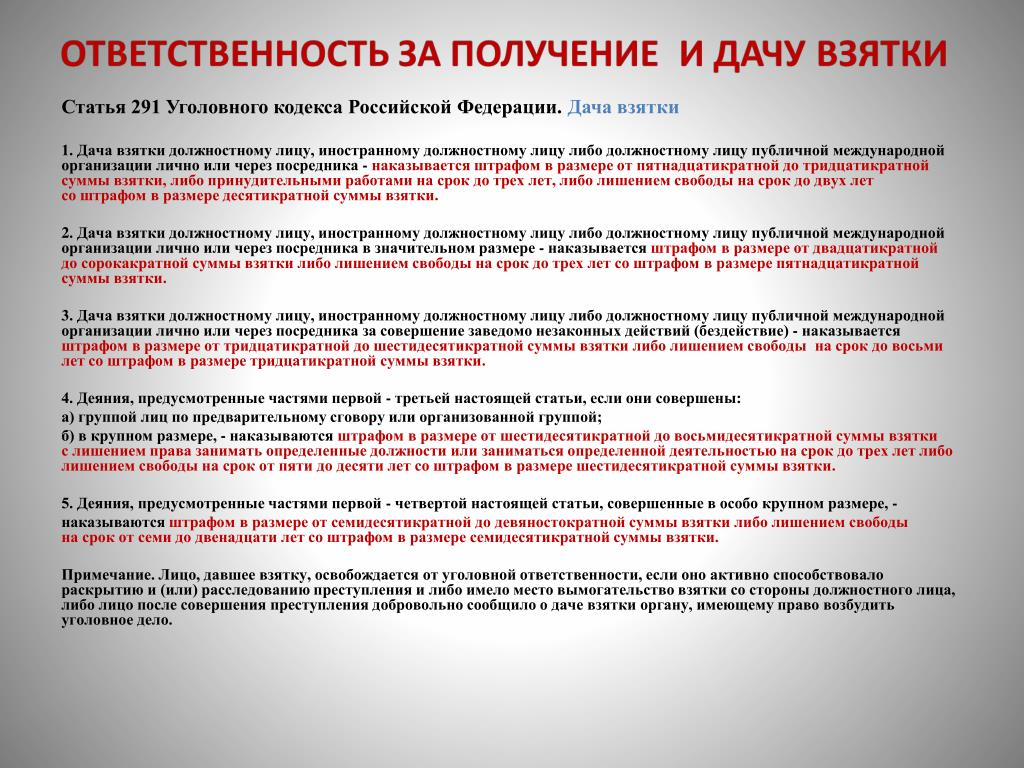 ОТВЕТСТВЕННОСТЬ ЗА ПОЛУЧЕНИЕ И ДАЧУ ВЗЯТКИ
Статья 291 Уголовного кодекса Российской Федерации. Дача взятки
1. Дача взятки должностному лицу, иностранному должностному лицу либо должностному лицу публичной международной
организации лично или через посредника - наказывается штрафом в размере от пятнадцатикратной до тридцатикратной
суммы взятки, либо принудительными работами на срок до трех лет, либо лишением свободы на срок до двух лет
со штрафом в размере десятикратной суммы взятки.
2. Дача взятки должностному лицу, иностранному должностному лицу либо должностному лицу публичной международной
организации лично или через посредника в значительном размере - наказывается штрафом в размере от двадцатикратной
до сорокакратной суммы взятки либо лишением свободы на срок до трех лет со штрафом в размере пятнадцатикратной
суммы взятки.
3. Дача взятки должностному лицу, иностранному должностному лицу либо должностному лицу публичной международной
организации лично или через посредника за совершение заведомо незаконных действий (бездействие) - наказывается
штрафом в размере от тридцатикратной до шестидесятикратной суммы взятки либо лишением свободы на срок до восьми
лет со штрафом в размере тридцатикратной суммы взятки.
4. Деяния, предусмотренные частями первой - третьей настоящей статьи, если они совершены:
а) группой лиц по предварительному сговору или организованной группой;
б) в крупном размере, - наказываются штрафом в размере от шестидесятикратной до восьмидесятикратной суммы взятки
с лишением права занимать определенные должности или заниматься определенной деятельностью на срок до трех лет либо
лишением свободы на срок от пяти до десяти лет со штрафом в размере шестидесятикратной суммы взятки.
5. Деяния, предусмотренные частями первой - четвертой настоящей статьи, совершенные в особо крупном размере, -
наказываются штрафом в размере от семидесятикратной до девяностократной суммы взятки либо лишением свободы
на срок от семи до двенадцати лет со штрафом в размере семидесятикратной суммы взятки.
Примечание. Лицо, давшее взятку, освобождается от уголовной ответственности, если оно активно способствовало
раскрытию и (или) расследованию преступления и либо имело место вымогательство взятки со стороны должностного лица,
либо лицо после совершения преступления добровольно сообщило о даче взятки органу, имеющему право возбудить
уголовное дело.